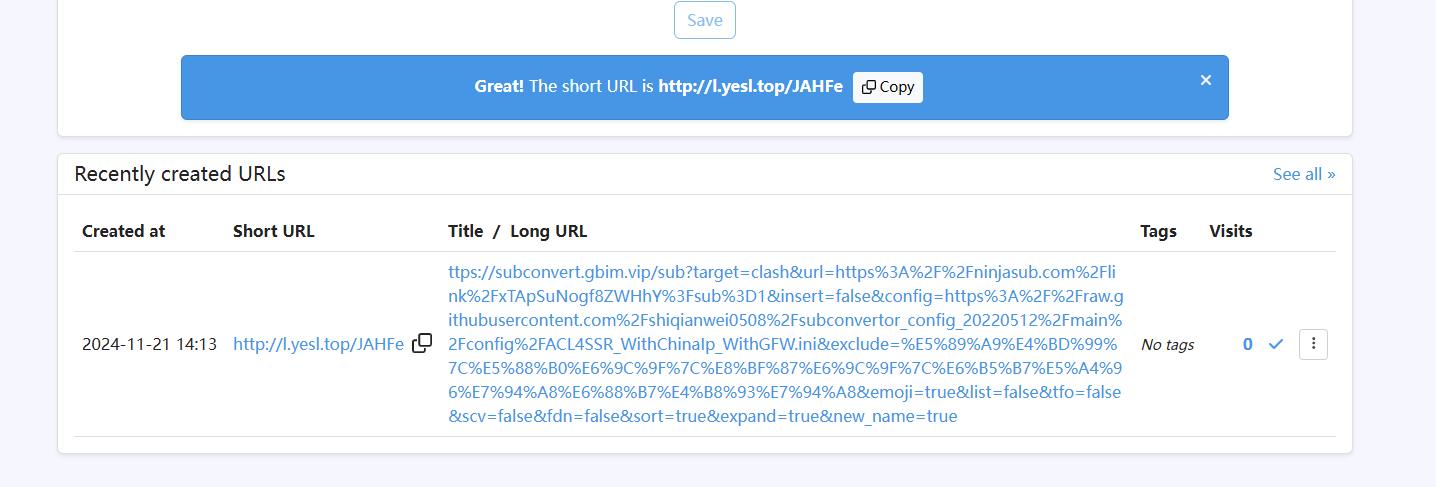 Save
Great! The short URL is http://l.yesl.top/JAHFe Copy ×
Recently created URLs See all »
Created at Short URL Title / Long URL Tags Visits
ttps://subconvert.gbim.vip/sub?target=clash&url=https%3A%2F%2Fninjasub.com%2Fli
nk%2FxTApSuNogf8ZWHhY%3Fsub%3D1&insert=false&config=https%3A%2F%2Fraw.g
ithubusercontent.com%2Fshiqianwei0508%2Fsubconvertor_config_20220512%2Fmain%
2024-11-21 14:13 http://l.yesl.top/JAHFe 2Fconfig%2FACL4SSR_WithChinaIp_WithGFW.ini&exclude=%E5%89%A9%E4%BD%99% No tags 0
7C%E5%88%B0%E6%9C%9F%7C%E8%BF%87%E6%9C%9F%7C%E6%B5%B7%E5%A4%9
6%E7%94%A8%E6%88%B7%E4%B8%93%E7%94%A8&emoji=true&list=false&tfo=false
&scv=false&fdn=false&sort=true&expand=true&new_name=true